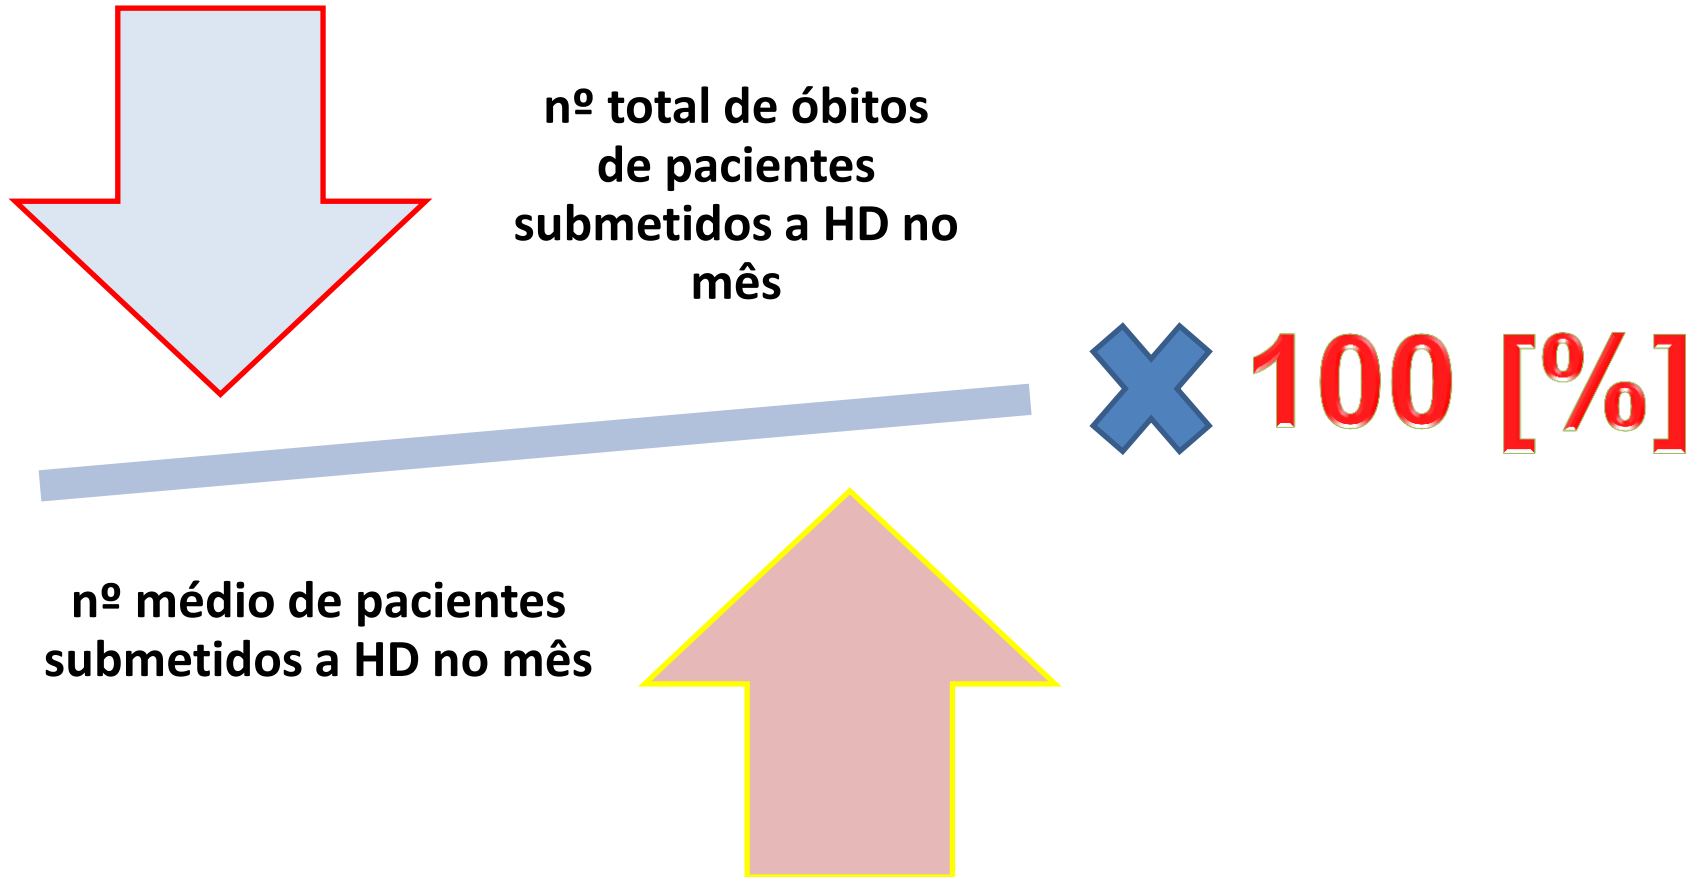 nº total de óbitos
de pacientes
submetidos a HD no
mês
100 [%]
nº médio de pacientes
submetidos a HD no mês